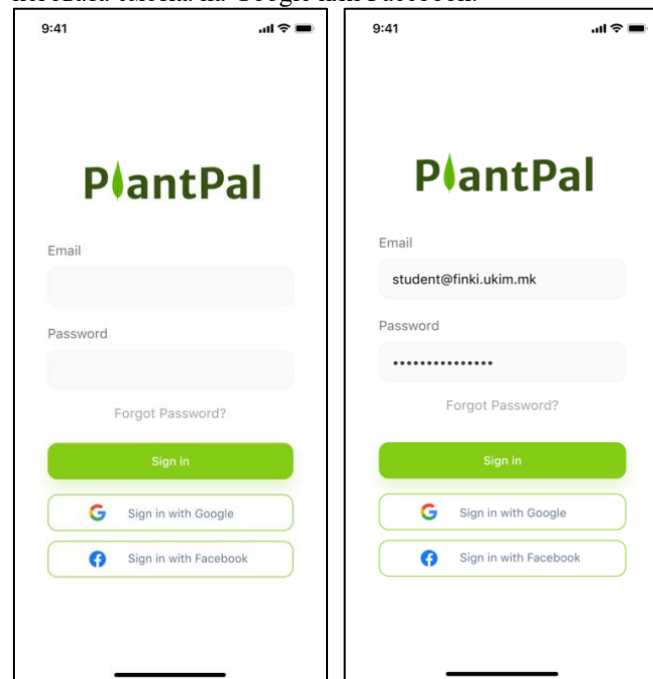 9:41
PlantPal
Email
Password
Forgot Password?
Sign in
Sign in with Google
Sign in with Facebook
9:41
PlantPal
Email
student@finki.ukim.mk
Password
•••••••••••••••
Forgot Password?
Sign in
Sign in with Google
Sign in with Facebook